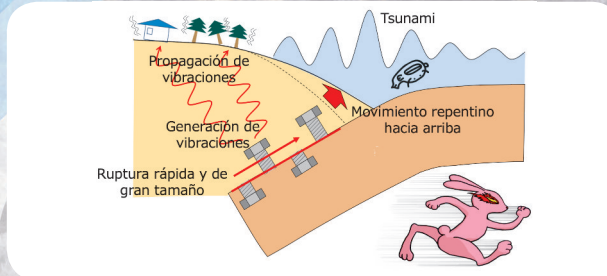 Tsunami
Propagación de
vibraciones
Movimiento repentino
hacia arriba
Generación de
vibraciones
Ruptura rápida y de
gran tamaño